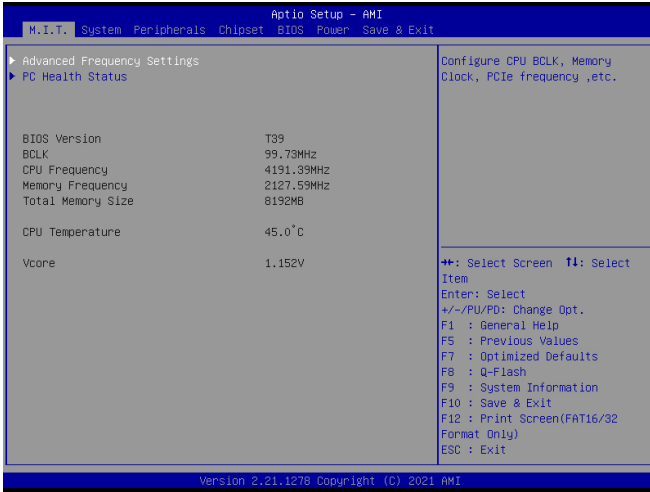 Aptio Setup - AMI
M.I.T. System Peripherals Chipset BIOS Power Save & Exit
Advanced Frequency Settings
PC Health Status
BIOS Version T39
BCLK 99.73MHz
CPU Frequency 4191.39MHz
Memory Frequency 2127.59MHz
Total Memory Size 8192MB
CPU Temperature 45.0°C
Vcore 1.152V
Configure CPU BCLK, Memory
Clock, PCIe frequency ,etc.
→←: Select Screen ↑↓: Select
Item
Enter: Select
+/-/PU/PD: Change Opt.
F1 : General Help
F5 : Previous Values
F7 : Optimized Defaults
F8 : Q-Flash
F9 : System Information
F10 : Save & Exit
F12 : Print Screen(FAT16/32
Format Only)
ESC : Exit
Version 2.21.1278 Copyright (C) 2021 AMI